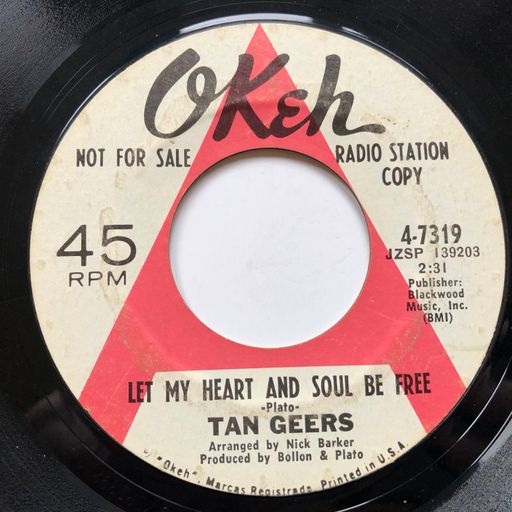 OKeh
NOT FOR SALE
RADIO STATION
COPY
45
RPM
4-7319
JZSP 139203
2:31
Publisher:
Blackwood
Music, Inc.
(BMI)
LET MY HEART AND SOUL BE FREE
-Plato-
TAN GEERS
Arranged by Nick Barker
Produced by Bollon & Plato
"Okeh", Marcas Registrada. Printed in U.S.A.